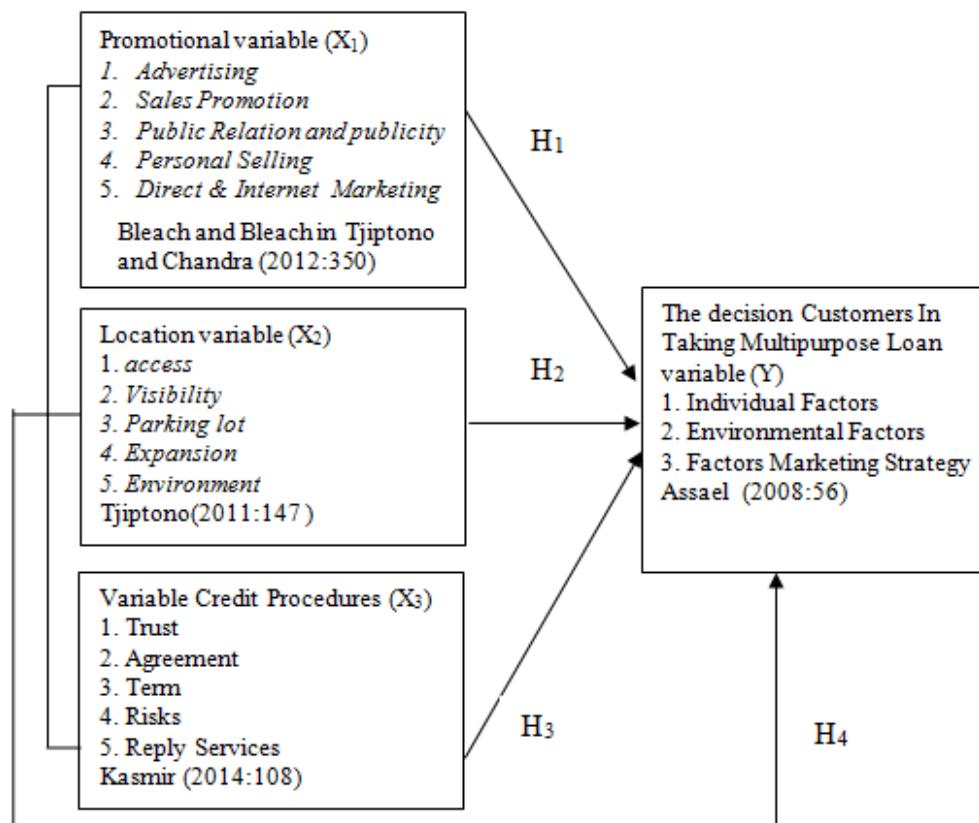 Promotional variable (X₁)
1. Advertising
2. Sales Promotion
3. Public Relation and publicity
4. Personal Selling
5. Direct & Internet Marketing
Bleach and Bleach in Tjiptono
and Chandra (2012:350)
H₁
Location variable (X₂)
1. access
2. Visibility
3. Parking lot
4. Expansion
5. Environment
Tjiptono(2011:147 )
H₂
The decision Customers In
Taking Multipurpose Loan
variable (Y)
1. Individual Factors
2. Environmental Factors
3. Factors Marketing Strategy
Assael (2008:56)
Variable Credit Procedures (X₃)
1. Trust
2. Agreement
3. Term
4. Risks
5. Reply Services
Kasmir (2014:108)
H₃
H₄